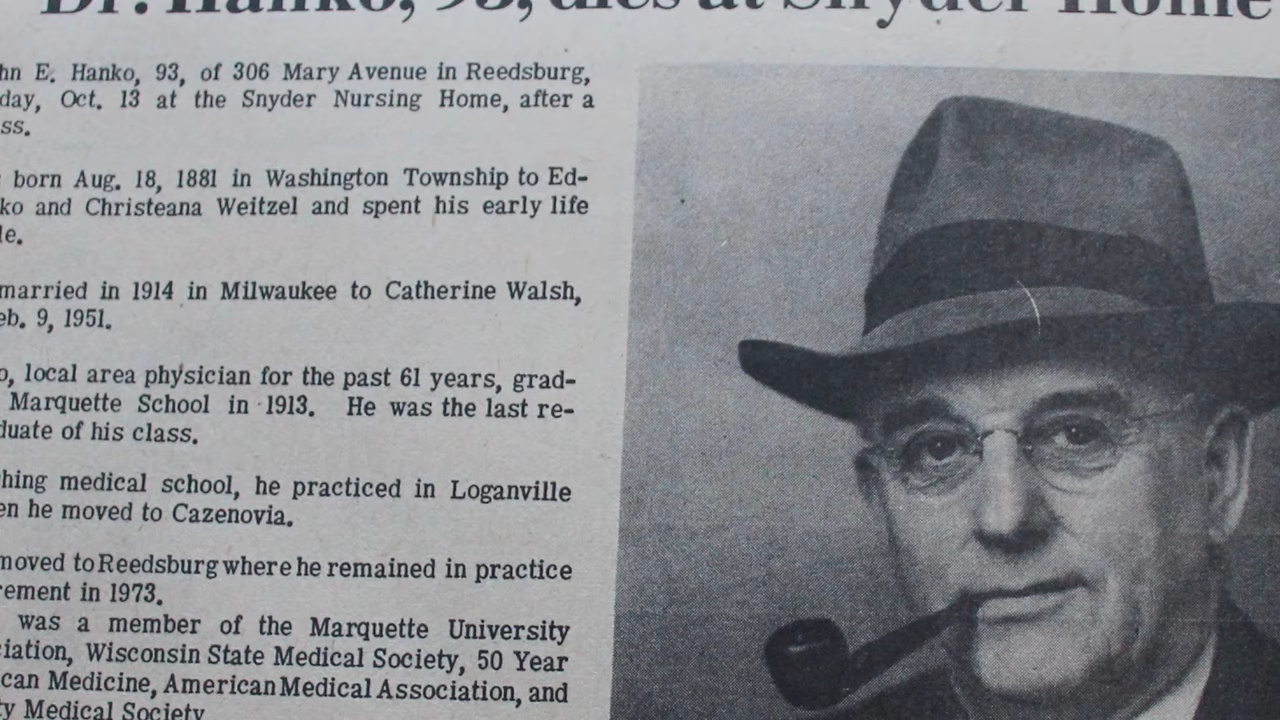 Dr. Hanko, 93, dies at Snyder Home
hn E. Hanko, 93, of 306 Mary Avenue in Reedsburg,
day, Oct. 13 at the Snyder Nursing Home, after a
ss.
born Aug. 18, 1881 in Washington Township to Ed-
ko and Christeana Weitzel and spent his early life
le.
married in 1914 in Milwaukee to Catherine Walsh,
eb. 9, 1951.
o, local area physician for the past 61 years, grad-
Marquette School in 1913. He was the last re-
duate of his class.
hing medical school, he practiced in Loganville
en he moved to Cazenovia.
moved to Reedsburg where he remained in practice
rement in 1973.
was a member of the Marquette University
ciation, Wisconsin State Medical Society, 50 Year
can Medicine, American Medical Association, and
ty Medical Society